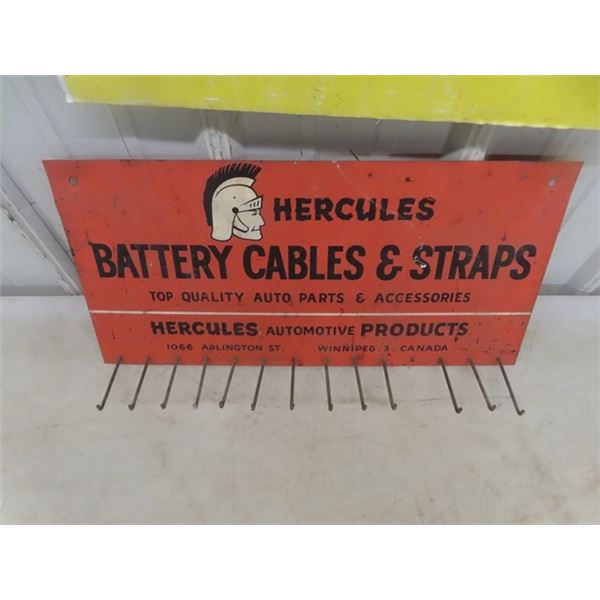 HERCULES
BATTERY CABLES & STRAPS
TOP QUALITY AUTO PARTS & ACCESSORIES
HERCULES AUTOMOTIVE PRODUCTS
1066 ARLINGTON ST. WINNIPEG. 3. CANADA